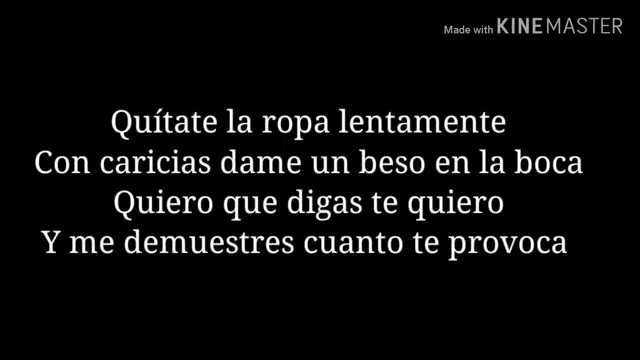 Made with KINEMASTER
Quítate la ropa lentamente
Con caricias dame un beso en la boca
Quiero que digas te quiero
Y me demuestres cuanto te provoca